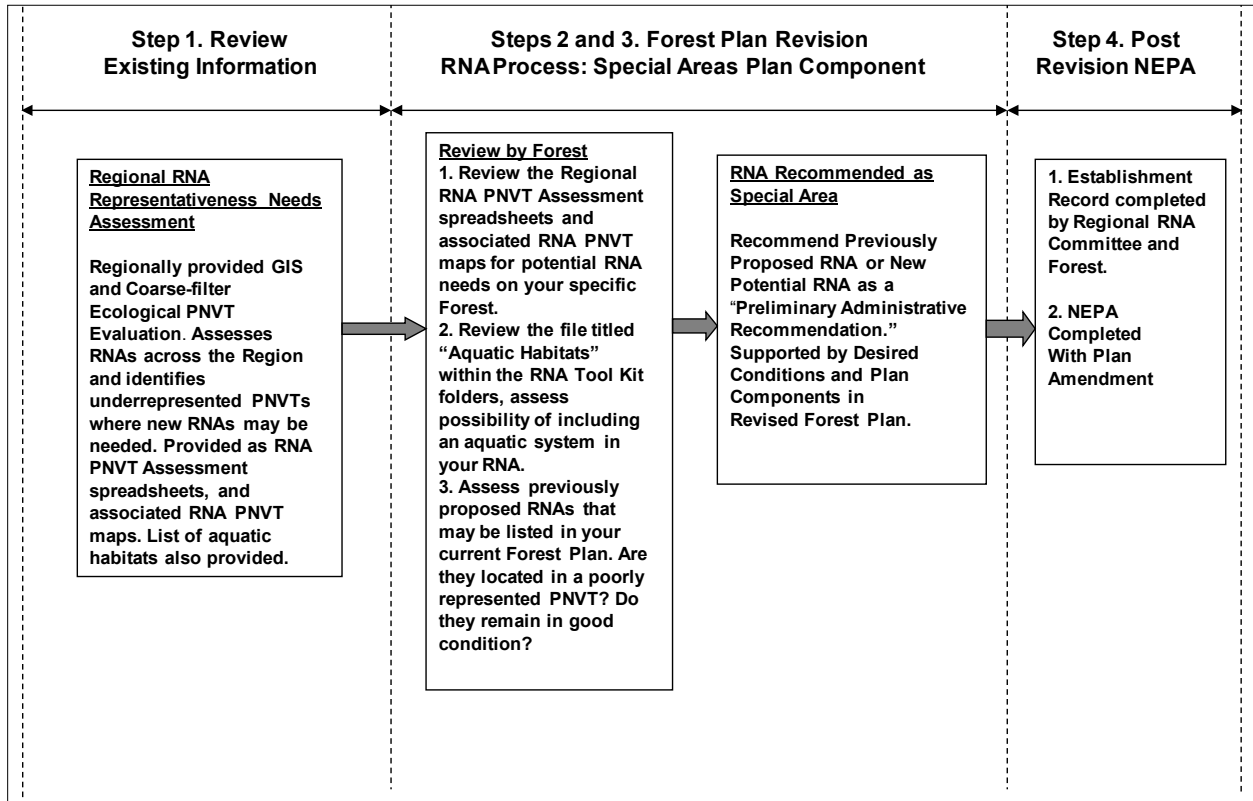 Step 1. Review
Existing Information
Steps 2 and 3. Forest Plan Revision
RNA Process: Special Areas Plan Component
Step 4. Post
Revision NEPA
Regional RNA
Representativeness Needs
Assessment
Regionally provided GIS
and Coarse-filter
Ecological PNVT
Evaluation. Assesses
RNAs across the Region
and identifies
underrepresented PNVTs
where new RNAs may be
needed. Provided as RNA
PNVT Assessment
spreadsheets, and
associated RNA PNVT
maps. List of aquatic
habitats also provided.
Review by Forest
1. Review the Regional
RNA PNVT Assessment
spreadsheets and
associated RNA PNVT
maps for potential RNA
needs on your specific
Forest.
2. Review the file titled
“Aquatic Habitats”
within the RNA Tool Kit
folders, assess
possibility of including
an aquatic system in
your RNA.
3. Assess previously
proposed RNAs that
may be listed in your
current Forest Plan. Are
they located in a poorly
represented PNVT? Do
they remain in good
condition?
RNA Recommended as
Special Area
Recommend Previously
Proposed RNA or New
Potential RNA as a
“Preliminary Administrative
Recommendation.”
Supported by Desired
Conditions and Plan
Components in
Revised Forest Plan.
1. Establishment
Record completed
by Regional RNA
Committee and
Forest.
2. NEPA
Completed
With Plan
Amendment